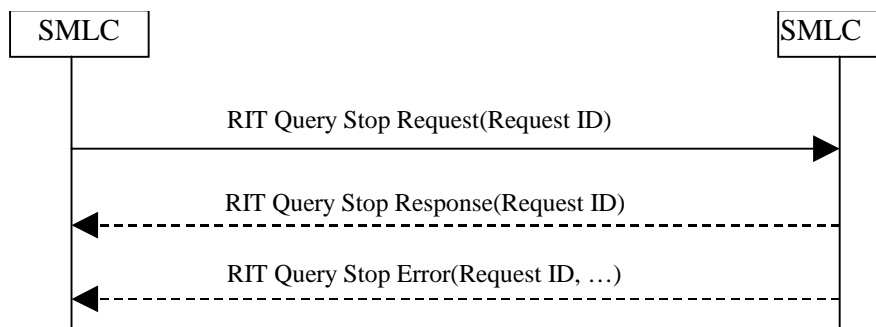 SMLC
SMLC
RIT Query Stop Request(Request ID)
RIT Query Stop Response(Request ID)
RIT Query Stop Error(Request ID, …)